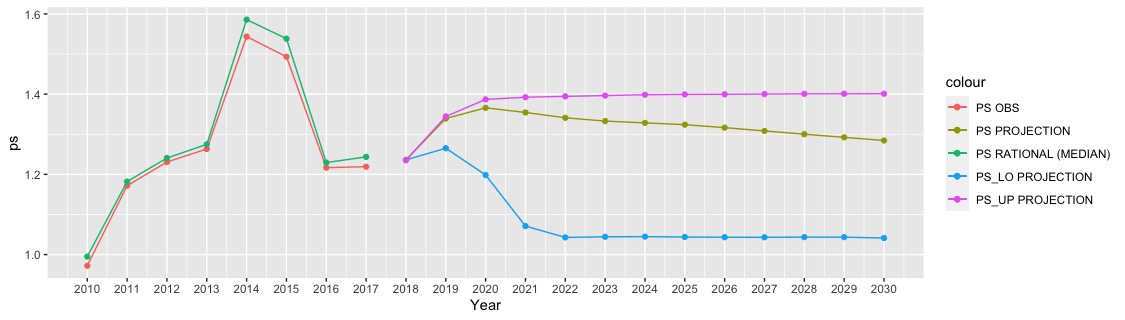 1.6
1.4
1.2
1.0
ps
2010 2011 2012 2013 2014 2015 2016 2017 2018 2019 2020 2021 2022 2023 2024 2025 2026 2027 2028 2029 2030
Year
colour
PS OBS
PS PROJECTION
PS RATIONAL (MEDIAN)
PS_LO PROJECTION
PS_UP PROJECTION